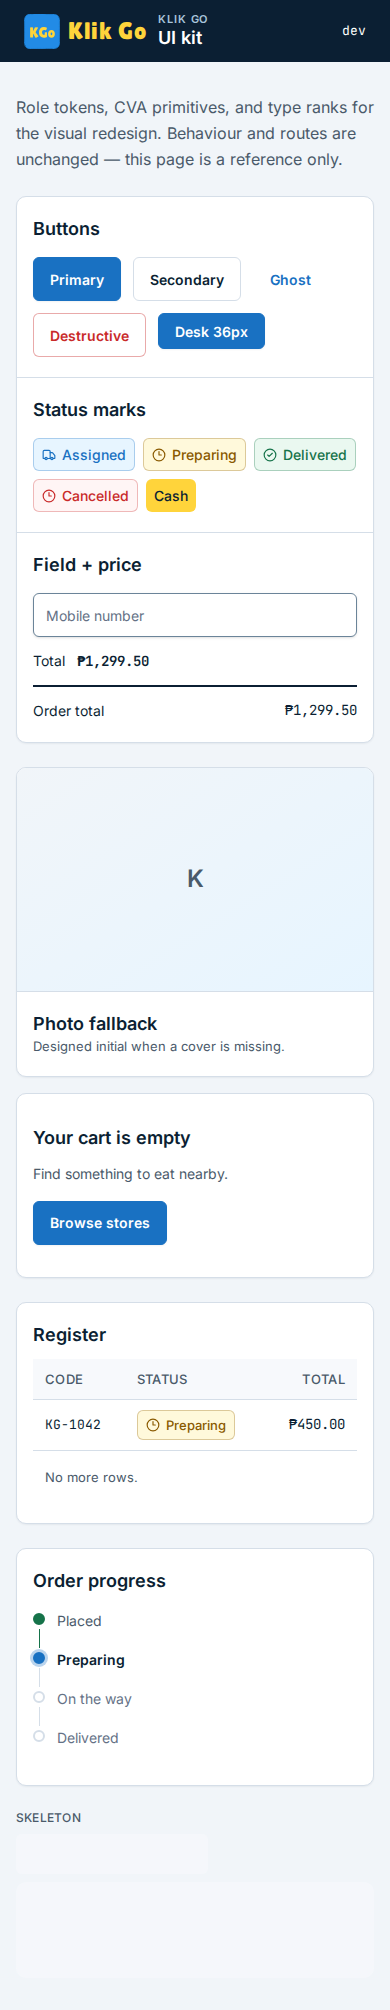 KGo Klik Go
KLIK GO
UI kit
dev
Role tokens, CVA primitives, and type ranks for
the visual redesign. Behaviour and routes are
unchanged — this page is a reference only.
Buttons
Primary Secondary Ghost
Destructive Desk 36px
Status marks
Assigned Preparing Delivered
Cancelled Cash
Field + price
Mobile number
Total ₱1,299.50
Order total ₱1,299.50
K
Photo fallback
Designed initial when a cover is missing.
Your cart is empty
Find something to eat nearby.
Browse stores
Register
CODE STATUS TOTAL
KG-1042 Preparing ₱450.00
No more rows.
Order progress
Placed
Preparing
On the way
Delivered
SKELETON